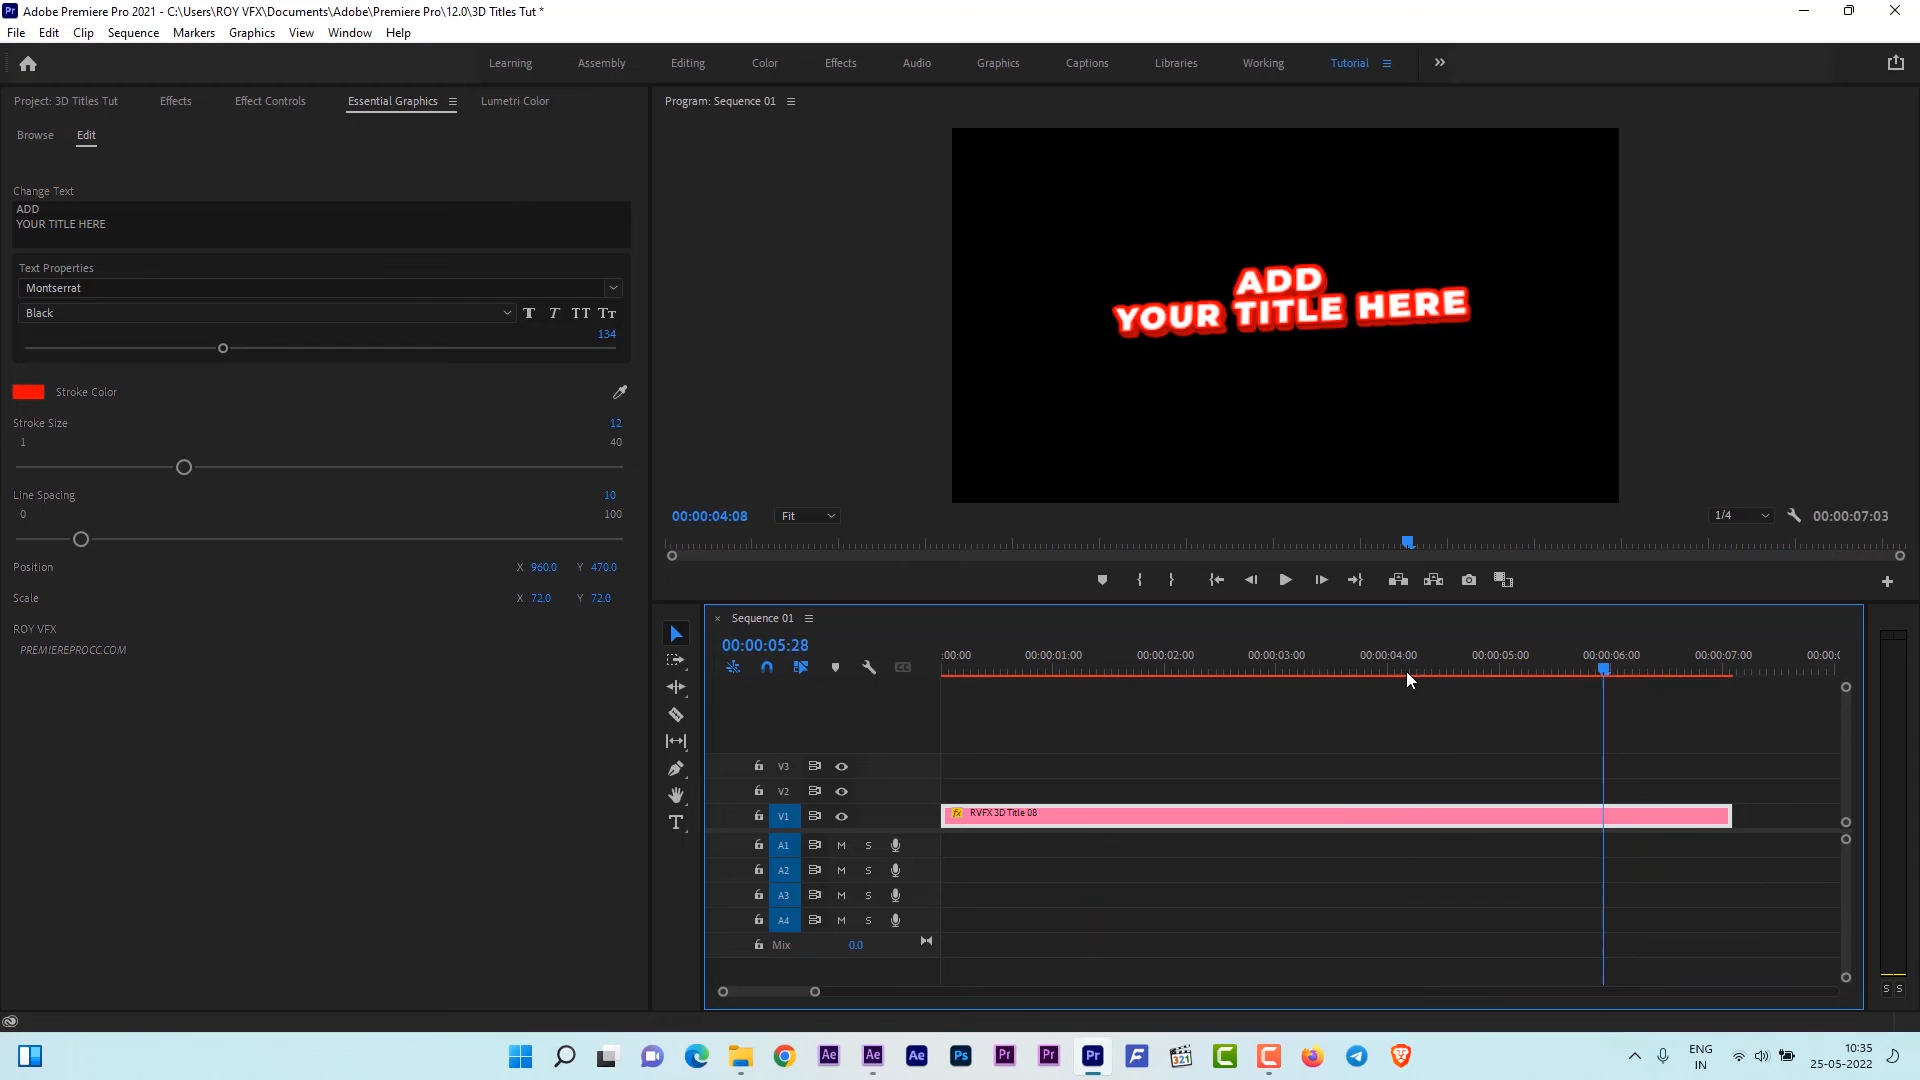 Adobe Premiere Pro 2021 - C:\Users\ROY VFX\Documents\Adobe\Premiere Pro\12.0\3D Titles Tut *
File Edit Clip Sequence Markers Graphics View Window Help
Learning Assembly Editing Color Effects Audio Graphics Captions Libraries Working Tutorial
Project: 3D Titles Tut Effects Effect Controls Essential Graphics Lumetri Color
Program: Sequence 01
Browse Edit
Change Text
ADD
YOUR TITLE HERE
Text Properties
Montserrat
Black
134
Stroke Color
Stroke Size 12
1 40
Line Spacing 10
0 100
Position X 960.0 Y 470.0
Scale X 72.0 Y 72.0
ROY VFX
PREMIEREPROCC.COM
ADD
YOUR TITLE HERE
00:00:04:08 Fit 1/4 00:00:07:03
Sequence 01
00:00:05:28
:00:00 00:00:01:00 00:00:02:00 00:00:03:00 00:00:04:00 00:00:05:00 00:00:06:00 00:00:07:00 00:00:0
V3
V2
V1 fx RVFX 3D Title 08
A1 M S
A2 M S
A3 M S
A4 M S
Mix 0.0
S S
ENG
IN
10:35
25-05-2022